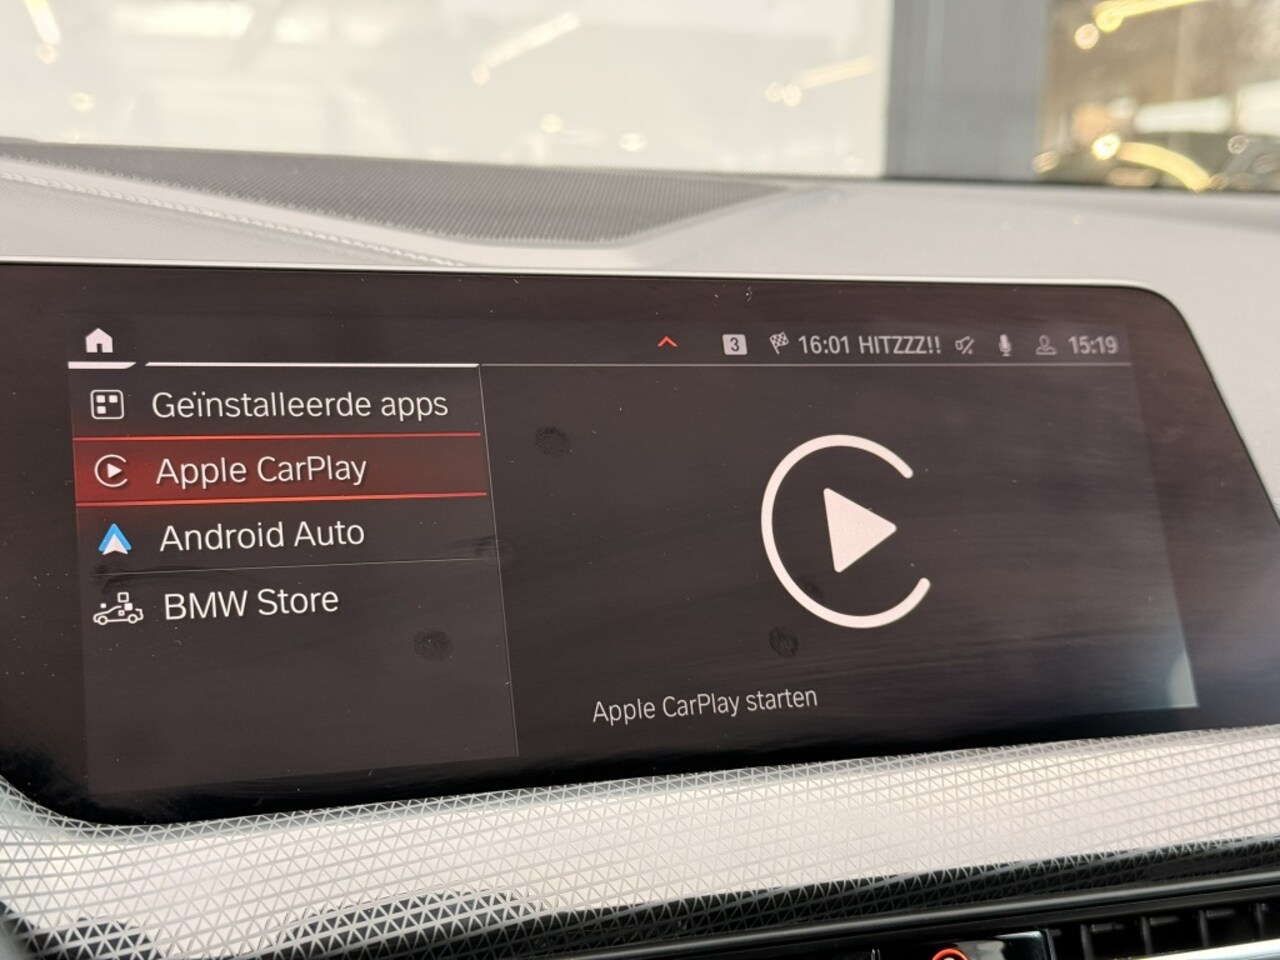 3 16:01 HITZZZ!! 15:19
Geïnstalleerde apps
Apple CarPlay
Android Auto
BMW Store
Apple CarPlay starten